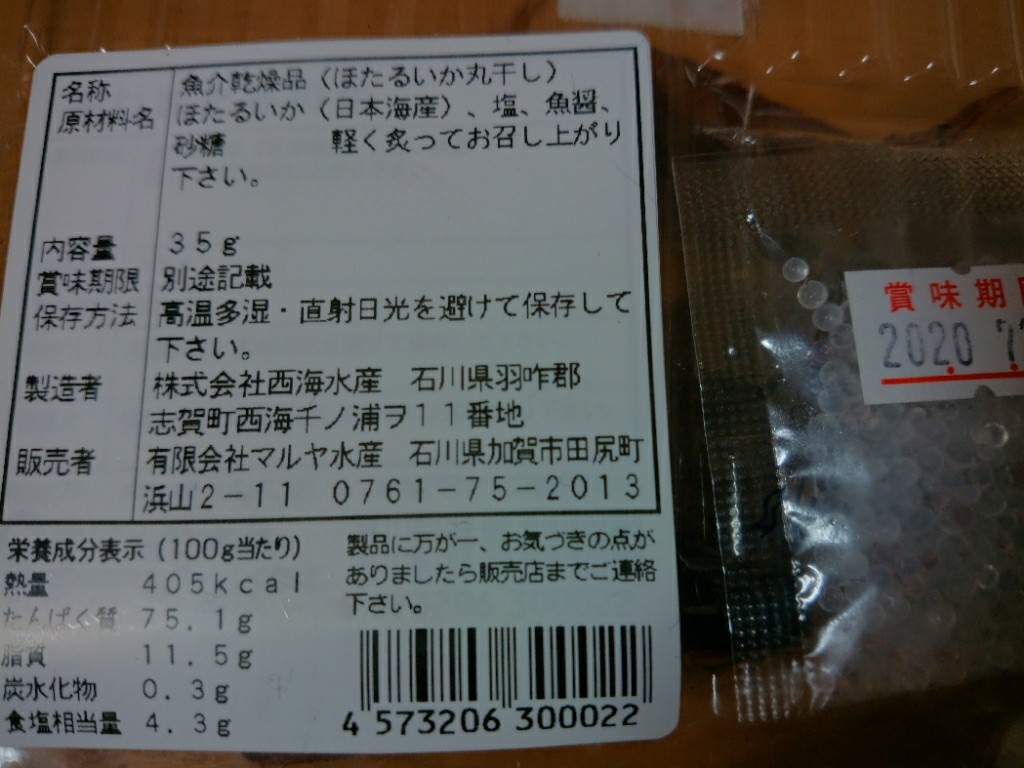 名称 魚介乾燥品（ほたるいか丸干し）
原材料名 ほたるいか（日本海産）、塩、魚醤、
砂糖 軽く炙ってお召し上がり
下さい。
内容量 35g
賞味期限 別途記載
保存方法 高温多湿・直射日光を避けて保存して
下さい。
製造者 株式会社西海水産 石川県羽咋郡
志賀町西海千ノ浦ヲ11番地
販売者 有限会社マルヤ水産 石川県加賀市田尻町
浜山2-11 0761-75-2013
栄養成分表示（100g当たり）
熱量 405kcal
たんぱく質 75.1g
脂質 11.5g
炭水化物 0.3g
食塩相当量 4.3g
製品に万が一、お気づきの点が
ありましたら販売店までご連絡
下さい。
4 573206 300022
賞味期限
2020.7